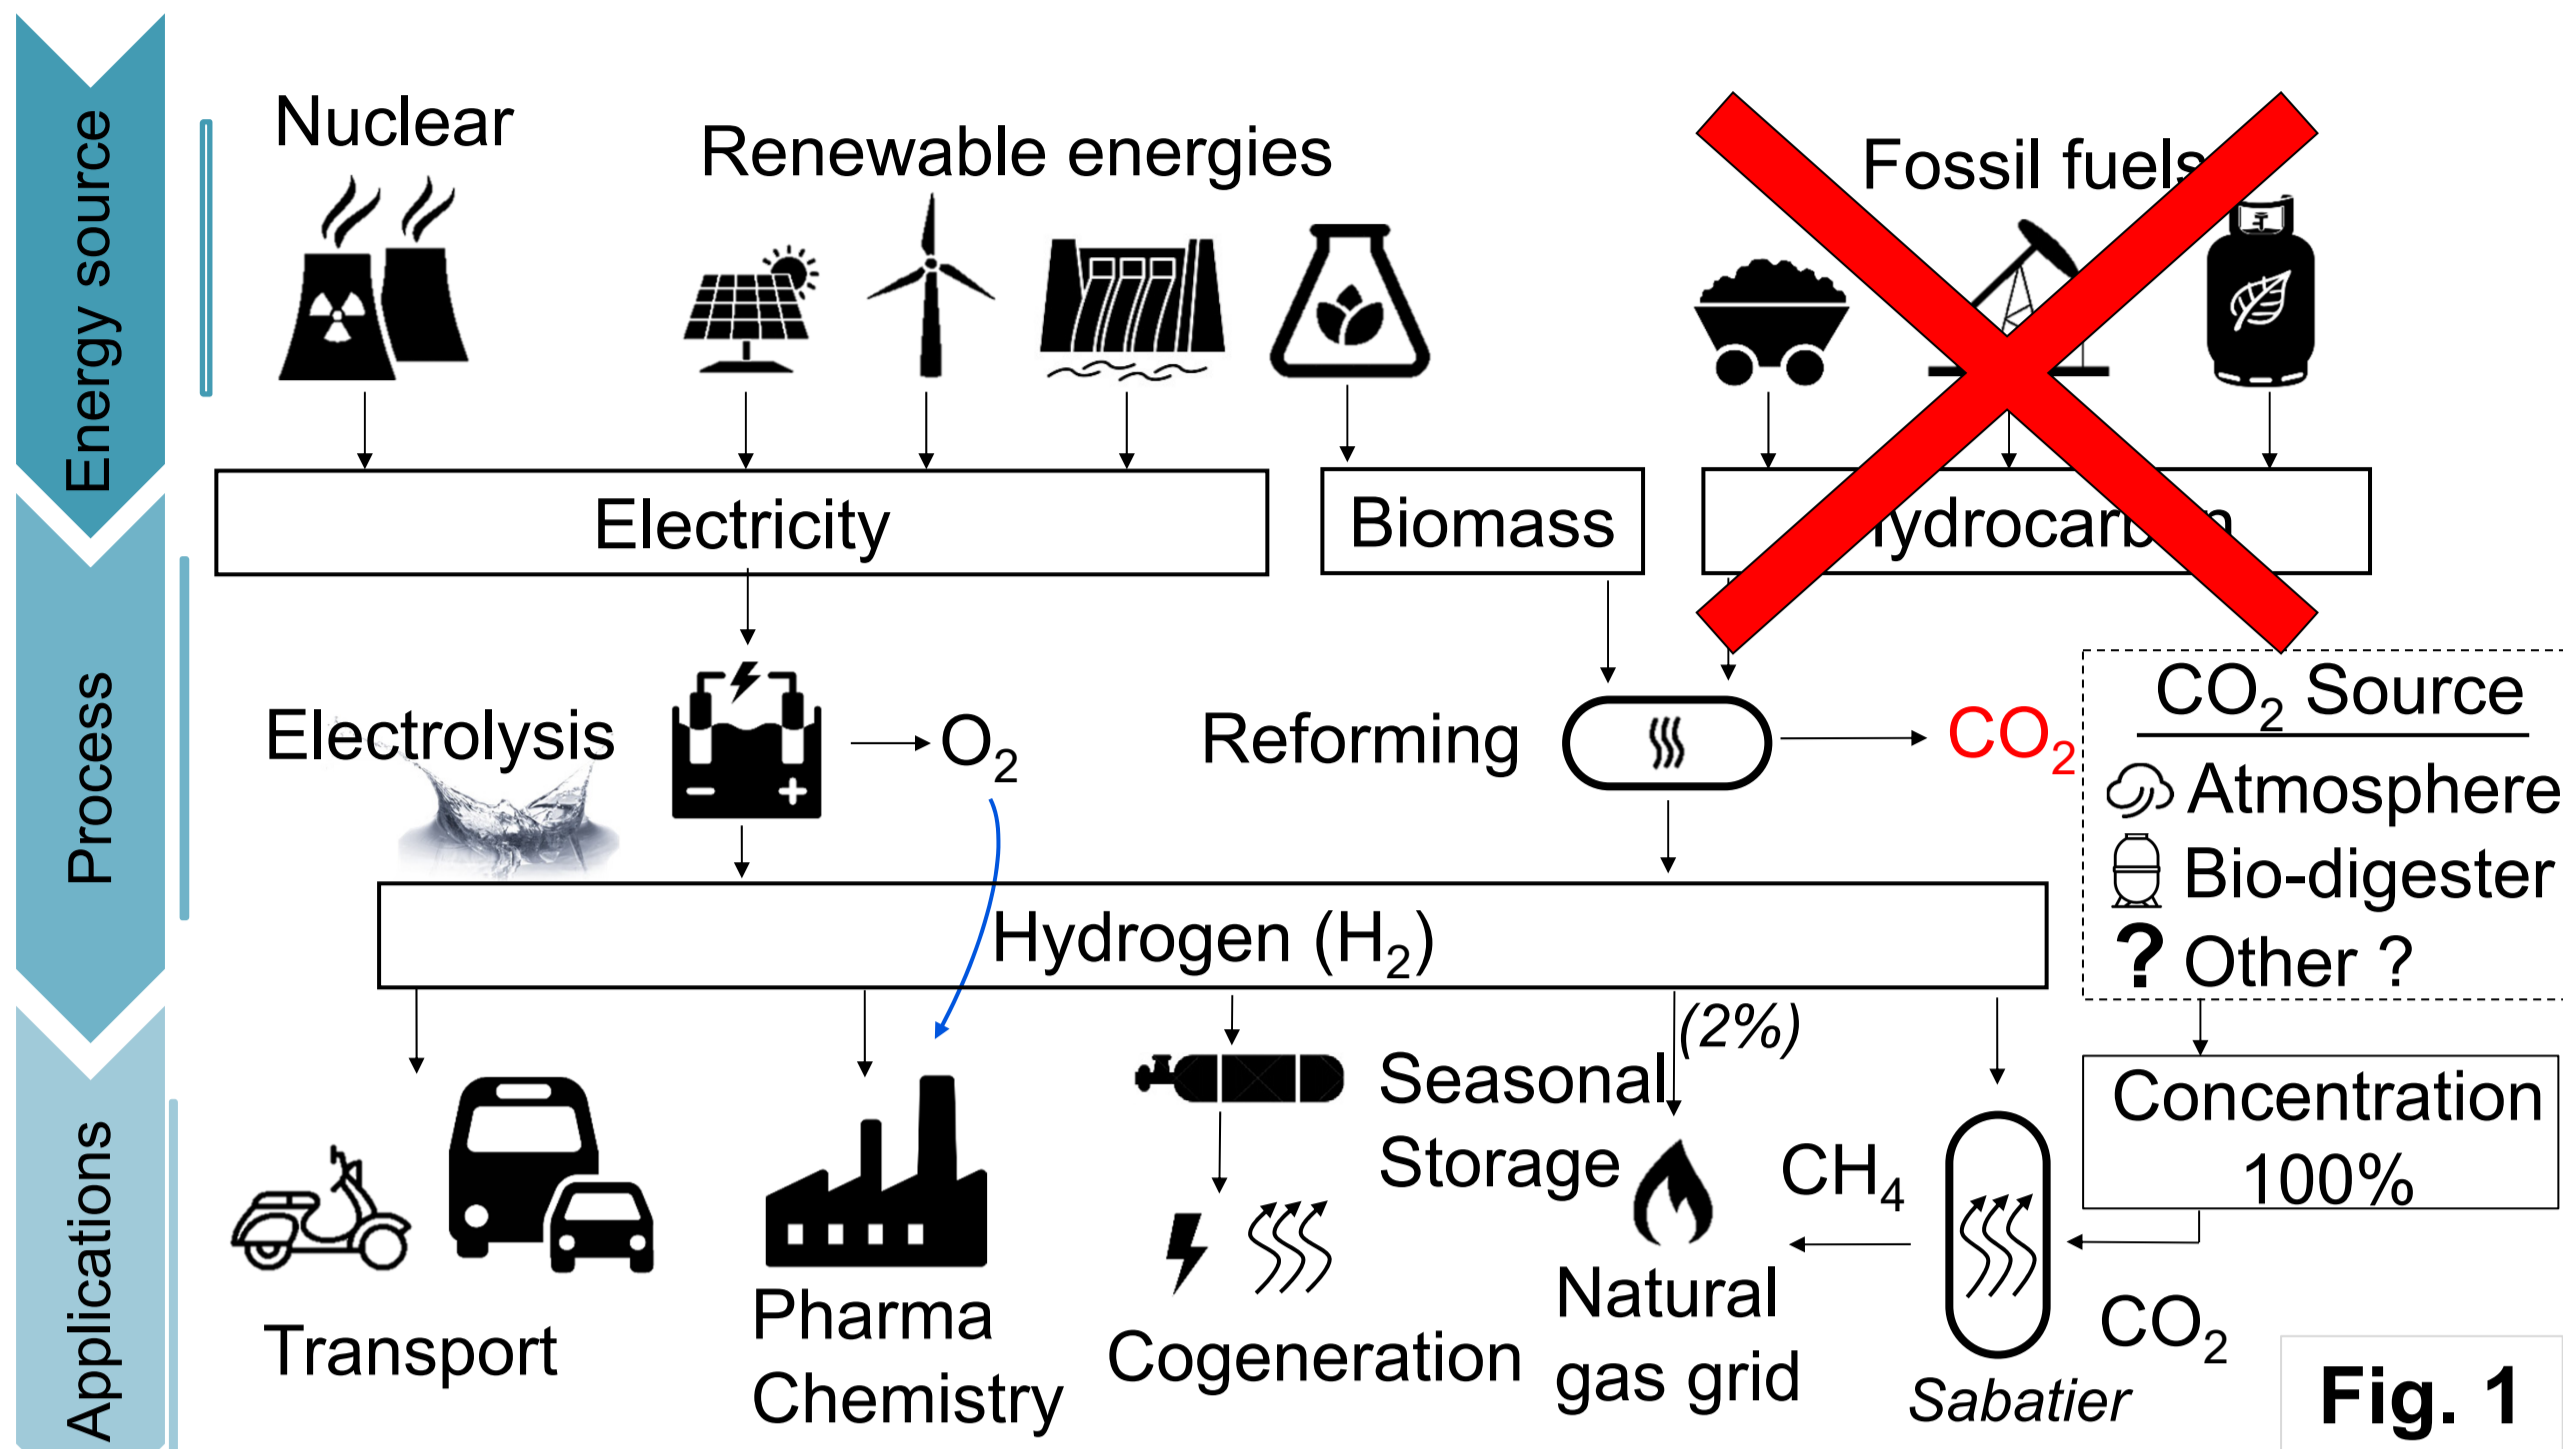 Energy source
Nuclear
Renewable energies
Fossil fuels
Electricity
Biomass
ydrocarbon
Process
Electrolysis
O₂
Reforming
CO₂
CO₂ Source
Atmosphere
Bio-digester
? Other ?
Hydrogen (H₂)
(2%)
Applications
Seasonal
Storage
Concentration
100%
CH₄
Transport
Pharma
Chemistry
Cogeneration
Natural
gas grid
CO₂
Sabatier
Fig. 1